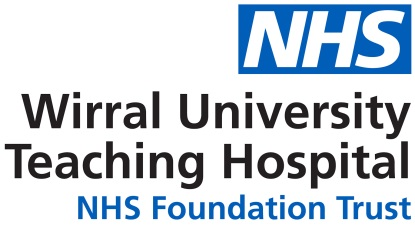 NHS
Wirral University
Teaching Hospital
NHS Foundation Trust